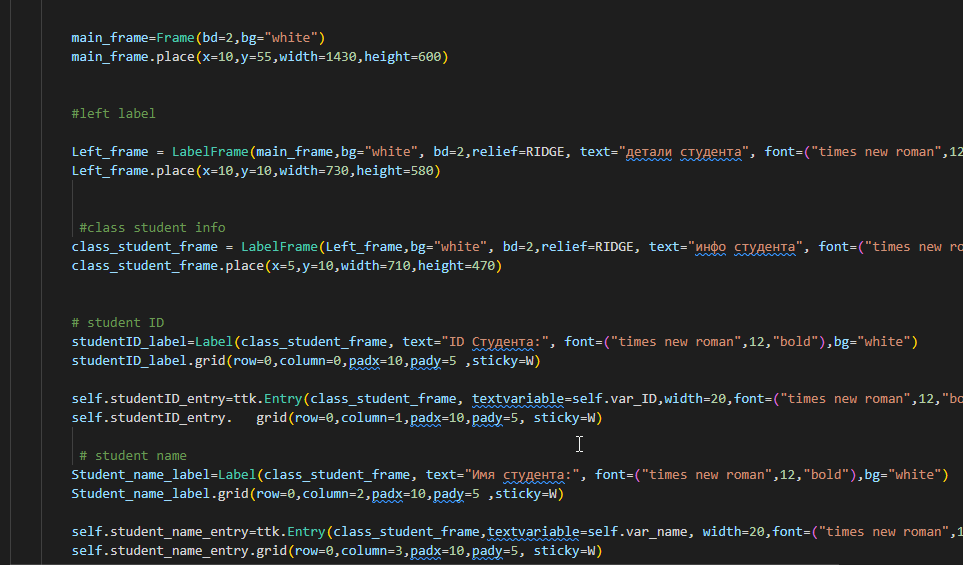 main_frame=Frame(bd=2,bg="white")
main_frame.place(x=10,y=55,width=1430,height=600)
#left label
Left_frame = LabelFrame(main_frame,bg="white", bd=2,relief=RIDGE, text="детали студента", font=("times new roman",12
Left_frame.place(x=10,y=10,width=730,height=580)
#class student info
class_student_frame = LabelFrame(Left_frame,bg="white", bd=2,relief=RIDGE, text="инфо студента", font=("times new ro
class_student_frame.place(x=5,y=10,width=710,height=470)
# student ID
studentID_label=Label(class_student_frame, text="ID Студента:", font=("times new roman",12,"bold"),bg="white")
studentID_label.grid(row=0,column=0,padx=10,pady=5 ,sticky=W)
self.studentID_entry=ttk.Entry(class_student_frame, textvariable=self.var_ID,width=20,font=("times new roman",12,"bo
self.studentID_entry.   grid(row=0,column=1,padx=10,pady=5, sticky=W)
# student name
Student_name_label=Label(class_student_frame, text="Имя студента:", font=("times new roman",12,"bold"),bg="white")
Student_name_label.grid(row=0,column=2,padx=10,pady=5 ,sticky=W)
self.student_name_entry=ttk.Entry(class_student_frame,textvariable=self.var_name, width=20,font=("times new roman",1
self.student_name_entry.grid(row=0,column=3,padx=10,pady=5, sticky=W)